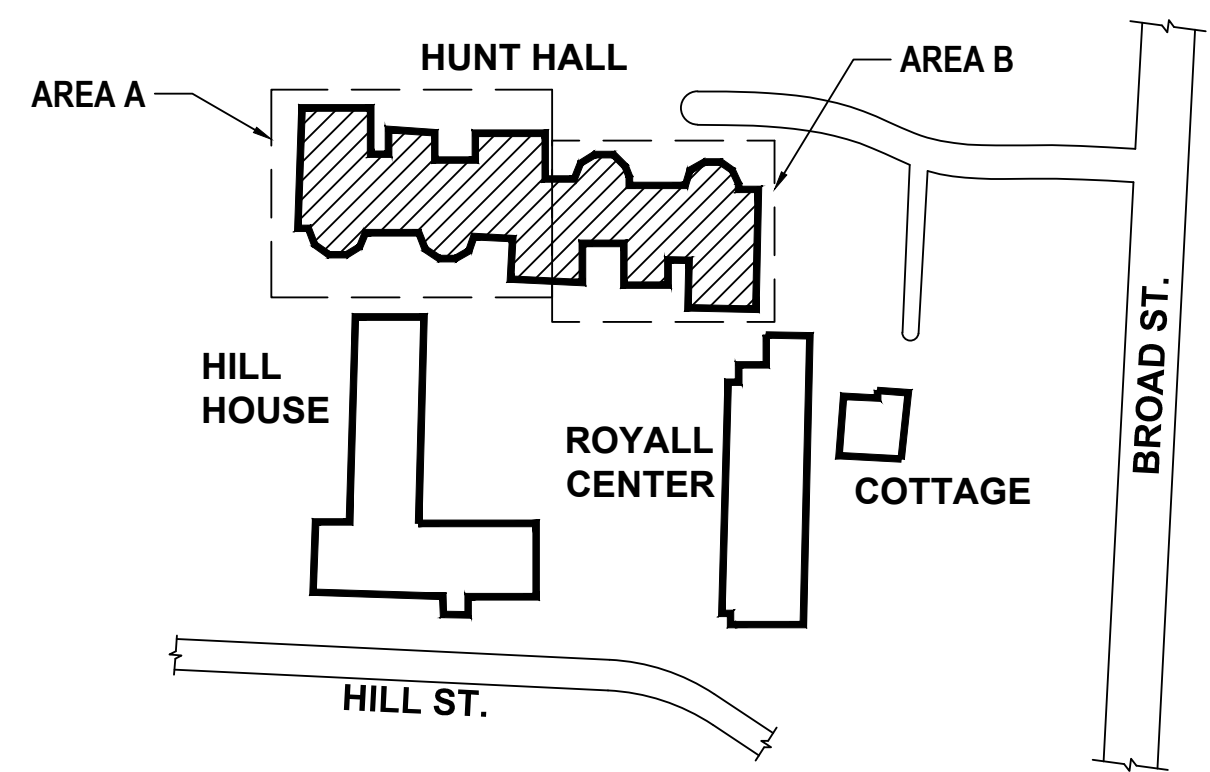 HUNT HALL
AREA A
AREA B
HILL
HOUSE
ROYALL
CENTER
COTTAGE
BROAD ST.
HILL ST.